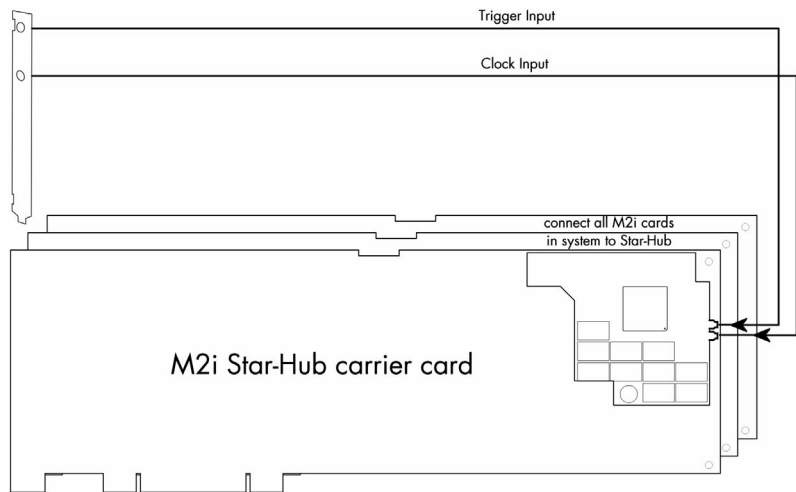 Trigger Input
Clock Input
connect all M2i cards
in system to Star-Hub
M2i Star-Hub carrier card